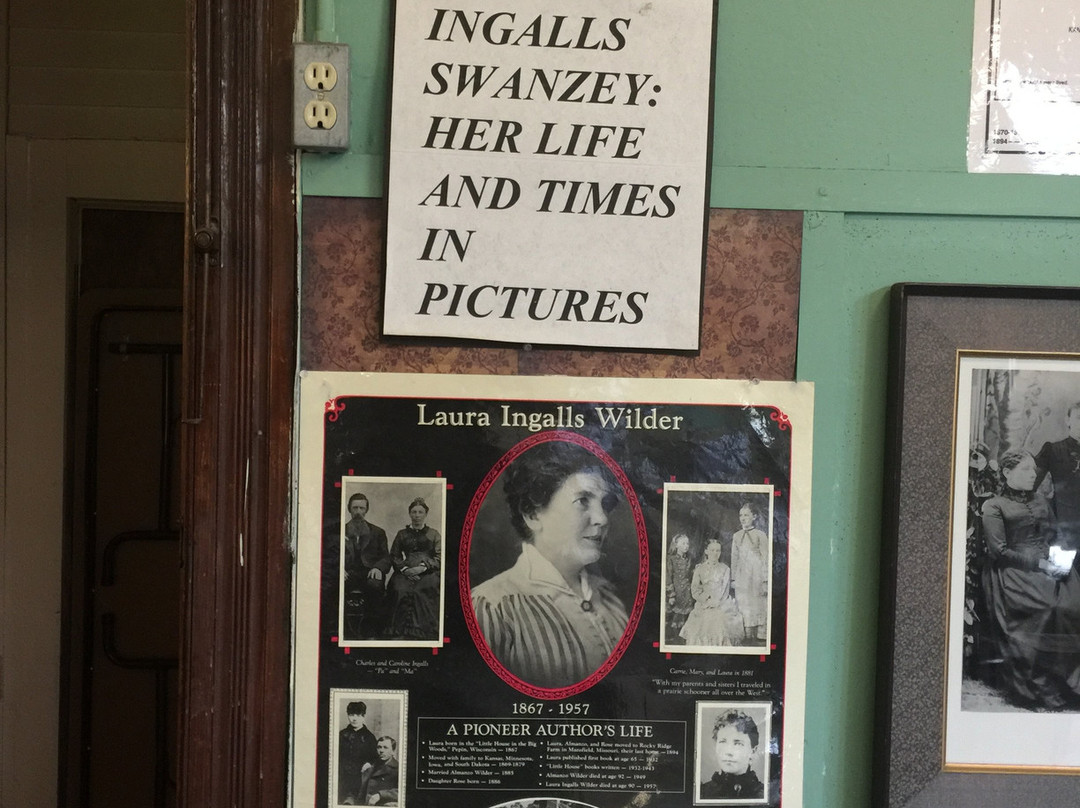 INGALLS
SWANZEY:
HER LIFE
AND TIMES
IN
PICTURES
1894
Laura Ingalls Wilder
Charles and Caroline Ingalls
— "Pa" and "Ma"
Carrie, Mary, and Laura in 1881
"With my parents and sisters I traveled in
a prairie schooner all over the West."
1867 - 1957
A PIONEER AUTHOR'S LIFE
• Laura born in the "Little House in the Big
Woods," Pepin, Wisconsin — 1867
• Moved with family to Kansas, Minnesota,
Iowa, and South Dakota — 1869-1879
• Married Almanzo Wilder — 1885
• Daughter Rose born — 1886
• Laura, Almanzo, and Rose moved to Rocky Ridge
Farm in Mansfield, Missouri, their last home —1894
• Laura published first book at age 65 — 1932
• "Little House" books written — 1932-1943
• Almanzo Wilder died at age 92 — 1949
• Laura Ingalls Wilder died at age 90 — 1957